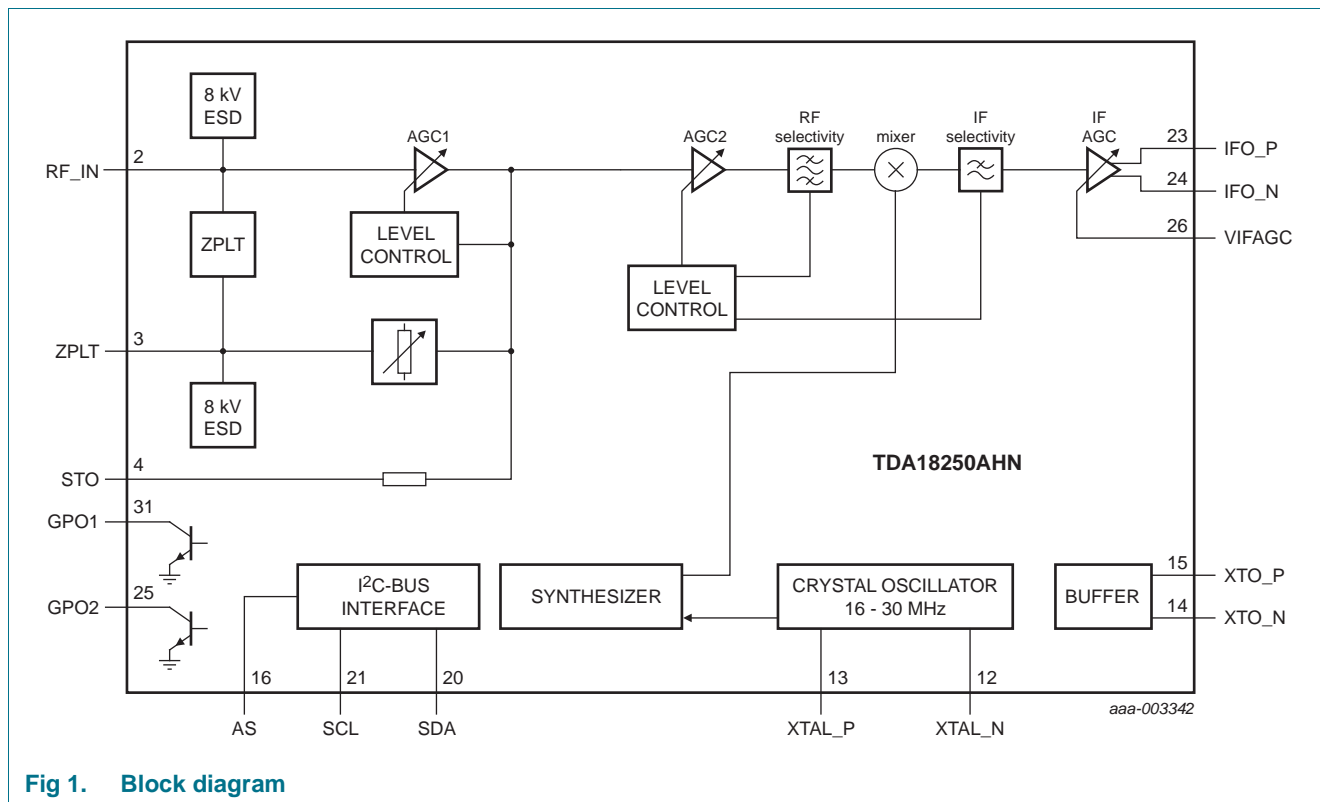 8 kV
ESD
AGC1
AGC2
RF
selectivity
mixer
IF
selectivity
IF
AGC
RF_IN
2
23
IFO_P
24
IFO_N
26
VIFAGC
ZPLT
LEVEL
CONTROL
LEVEL
CONTROL
ZPLT
3
8 kV
ESD
TDA18250AHN
STO
4
GPO1
31
GPO2
25
I²C-BUS
INTERFACE
SYNTHESIZER
CRYSTAL OSCILLATOR
16 - 30 MHz
BUFFER
15
XTO_P
14
XTO_N
16
21
20
13
12
AS
SCL
SDA
XTAL_P
XTAL_N
aaa-003342
Fig 1. Block diagram